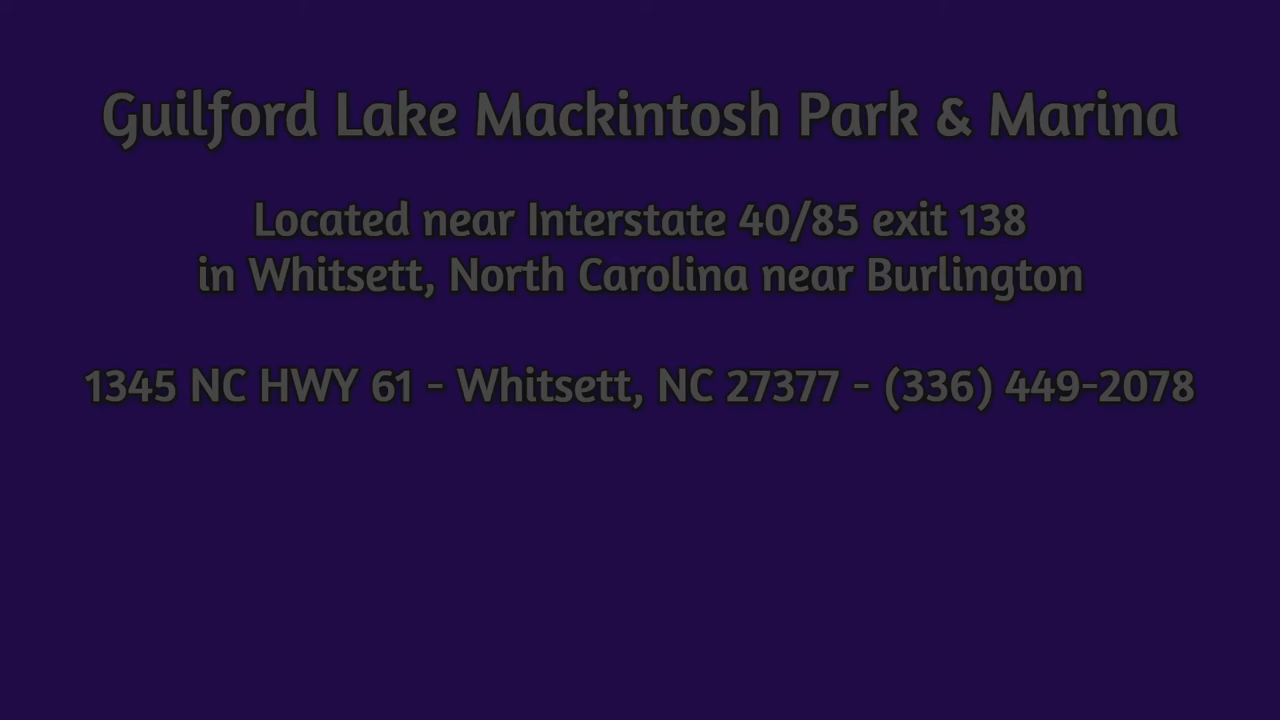 Guilford Lake Mackintosh Park & Marina
Located near Interstate 40/85 exit 138
in Whitsett, North Carolina near Burlington
1345 NC HWY 61 - Whitsett, NC 27377 - (336) 449-2078